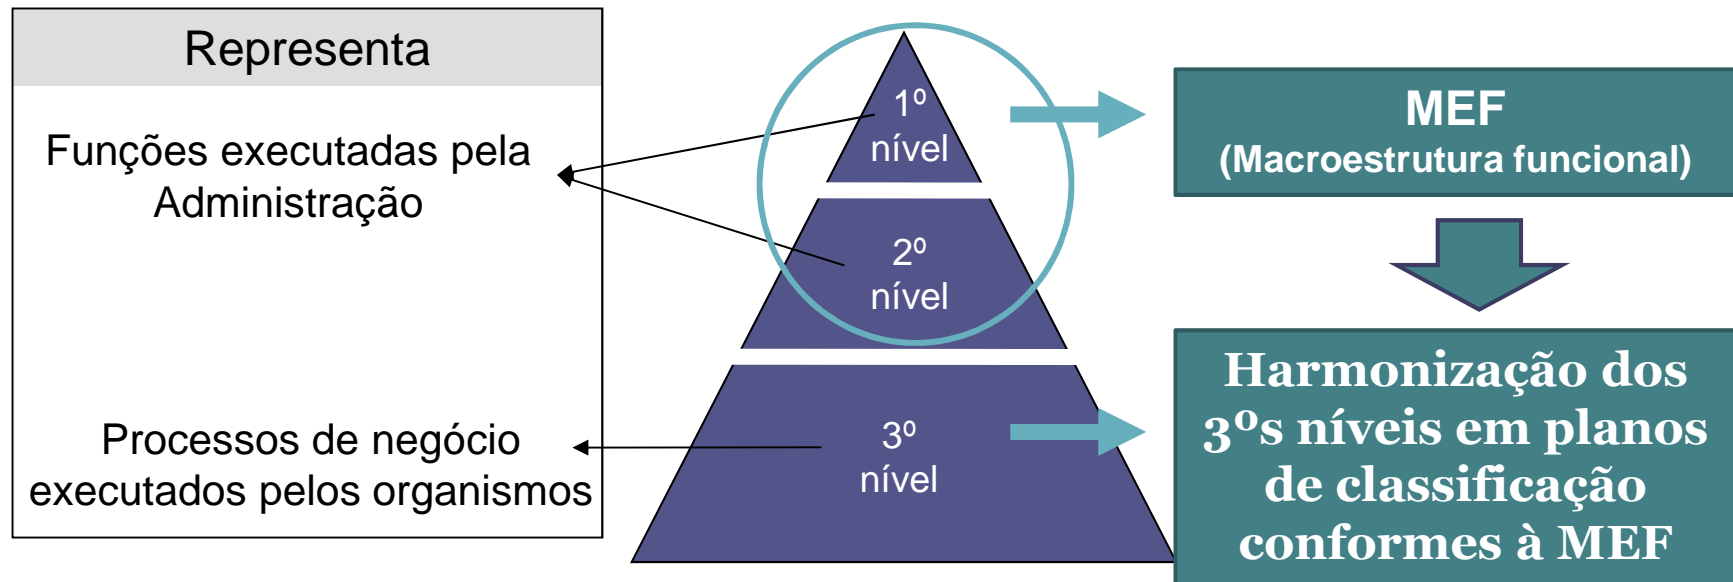 Representa
Funções executadas pela
Administração
Processos de negócio
executados pelos organismos
1º
nível
2º
nível
3º
nível
MEF
(Macroestrutura funcional)
Harmonização dos
3ºs níveis em planos
de classificação
conformes à MEF